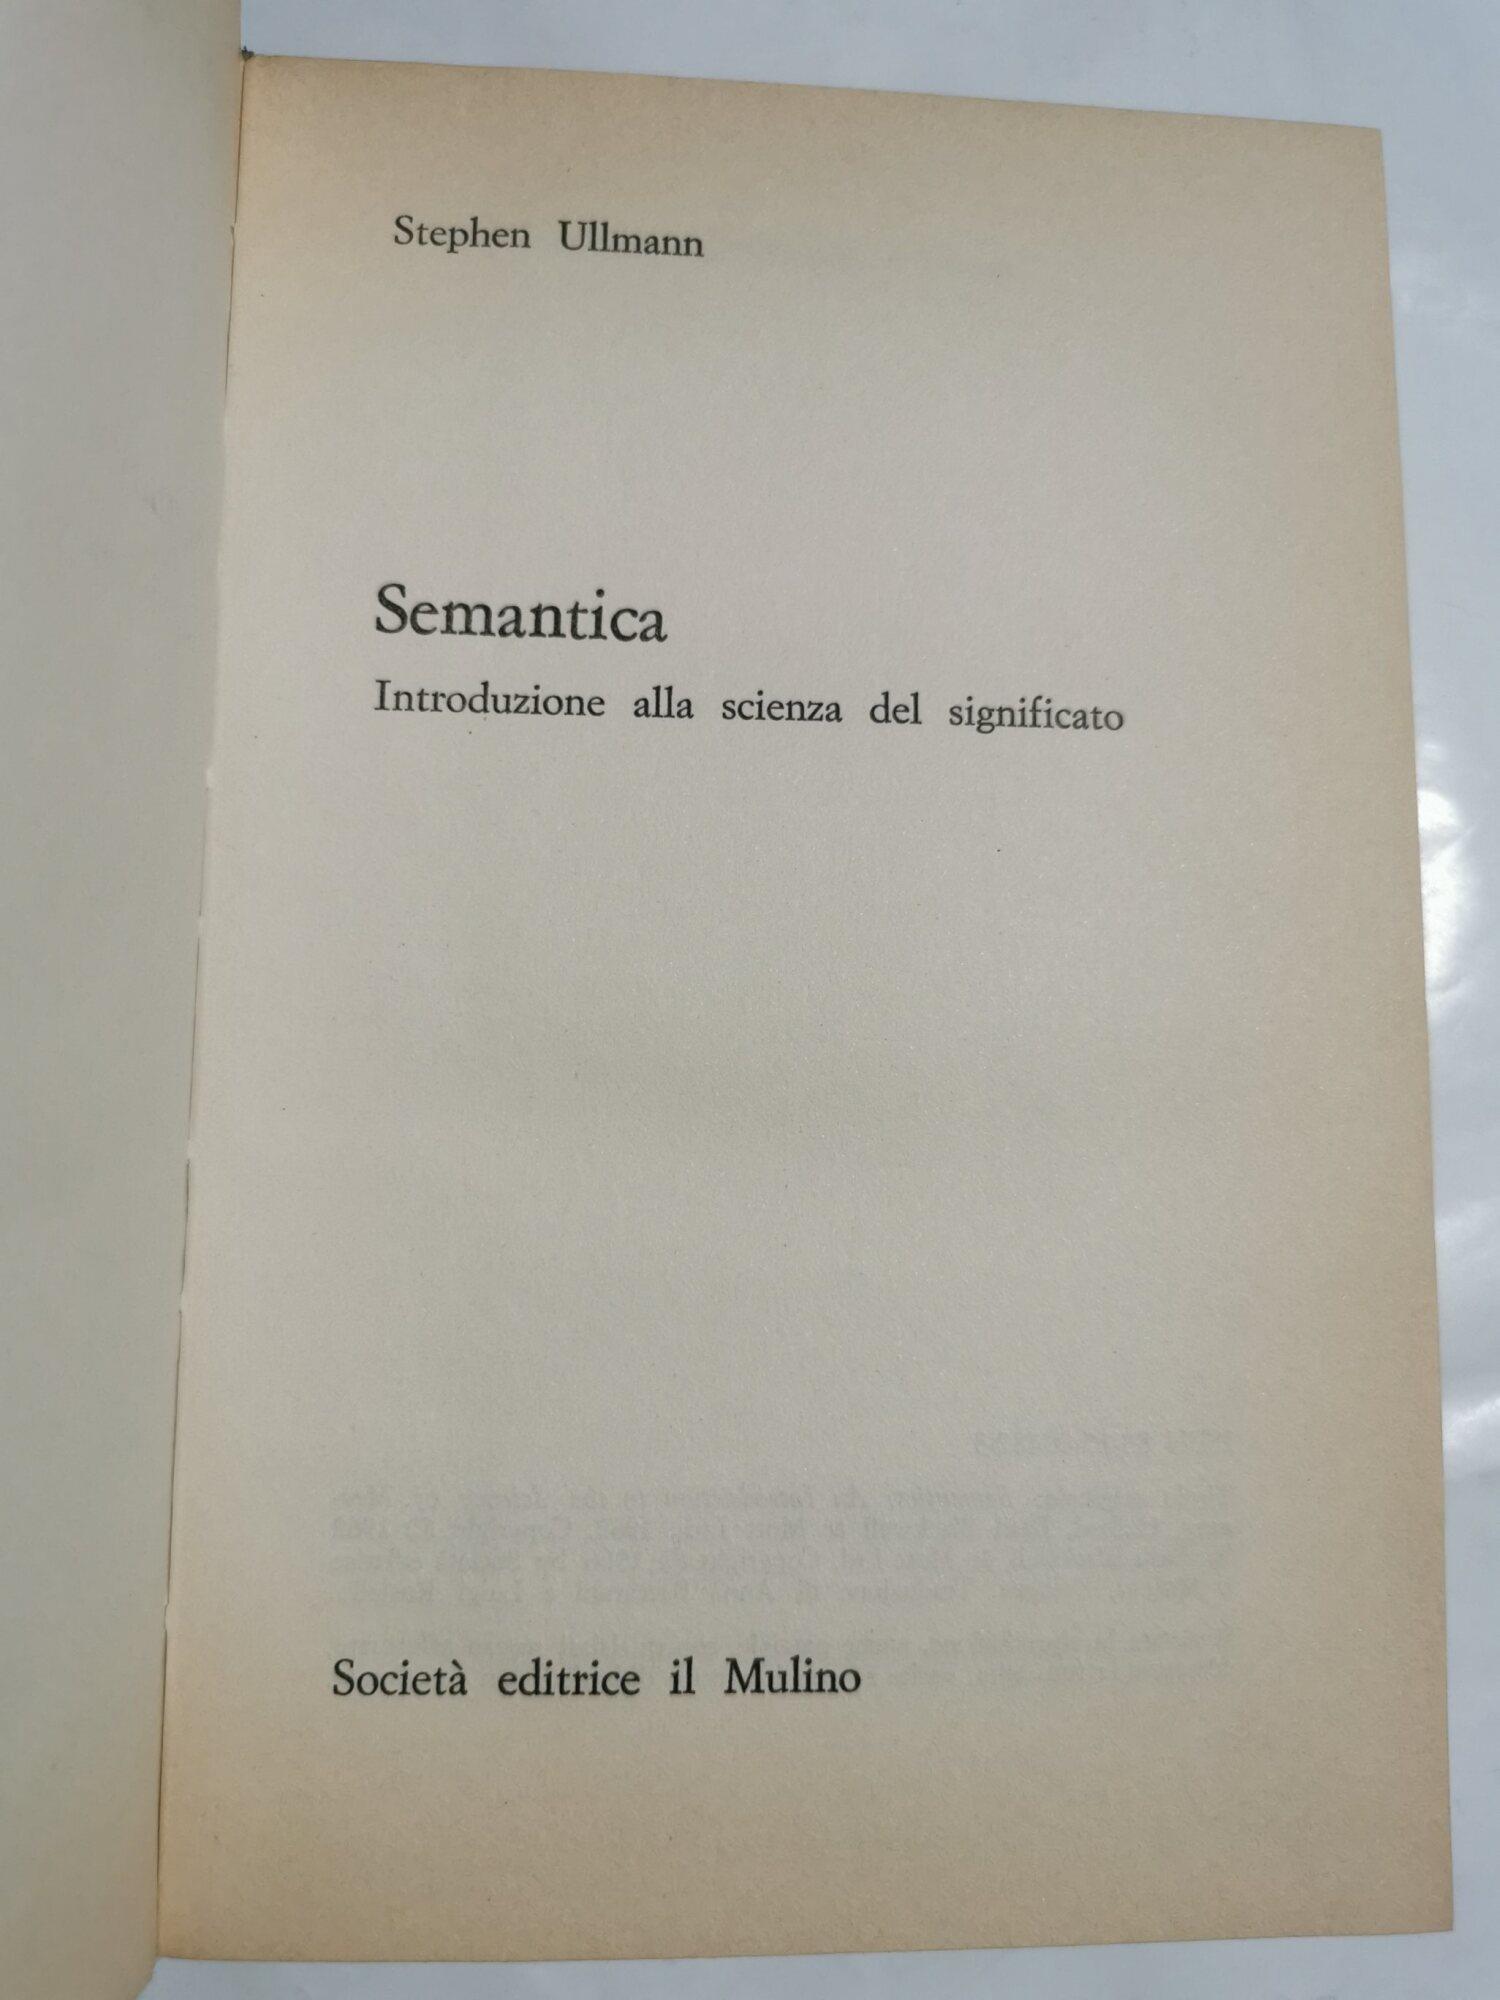 Stephen Ullmann
Semantica
Introduzione alla scienza del significato
Società editrice il Mulino